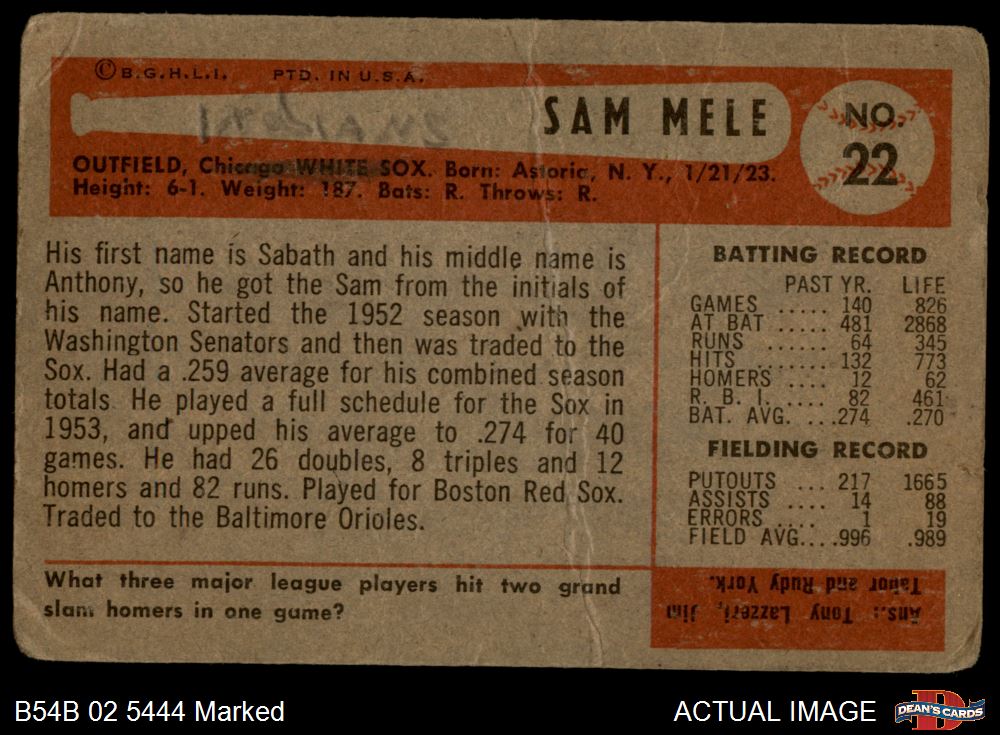 © B.G.H.L.I. PTD. IN U.S.A.
SAM MELE
NO.
22
OUTFIELD, Chicago WHITE SOX. Born: Astoria, N. Y., 1/21/23.
Height: 6-1. Weight: 187. Bats: R. Throws: R.
His first name is Sabath and his middle name is
Anthony, so he got the Sam from the initials of
his name. Started the 1952 season with the
Washington Senators and then was traded to the
Sox. Had a .259 average for his combined season
totals. He played a full schedule for the Sox in
1953, and upped his average to .274 for 40
games. He had 26 doubles, 8 triples and 12
homers and 82 runs. Played for Boston Red Sox.
Traded to the Baltimore Orioles.
What three major league players hit two grand
slam homers in one game?
BATTING RECORD
PAST YR. LIFE
GAMES ..... 140 826
AT BAT ..... 481 2868
RUNS ...... 64 345
HITS ....... 132 773
HOMERS .... 12 62
R. B. I. .... 82 461
BAT. AVG. ...274 .270
FIELDING RECORD
PUTOUTS ... 217 1665
ASSISTS .... 14 88
ERRORS .... 1 19
FIELD AVG....996 .989
Ans.: Tony Lazzeri, Jim
Tabor and Rudy York.
B54B 02 5444 Marked
ACTUAL IMAGE
D
DEAN'S CARDS